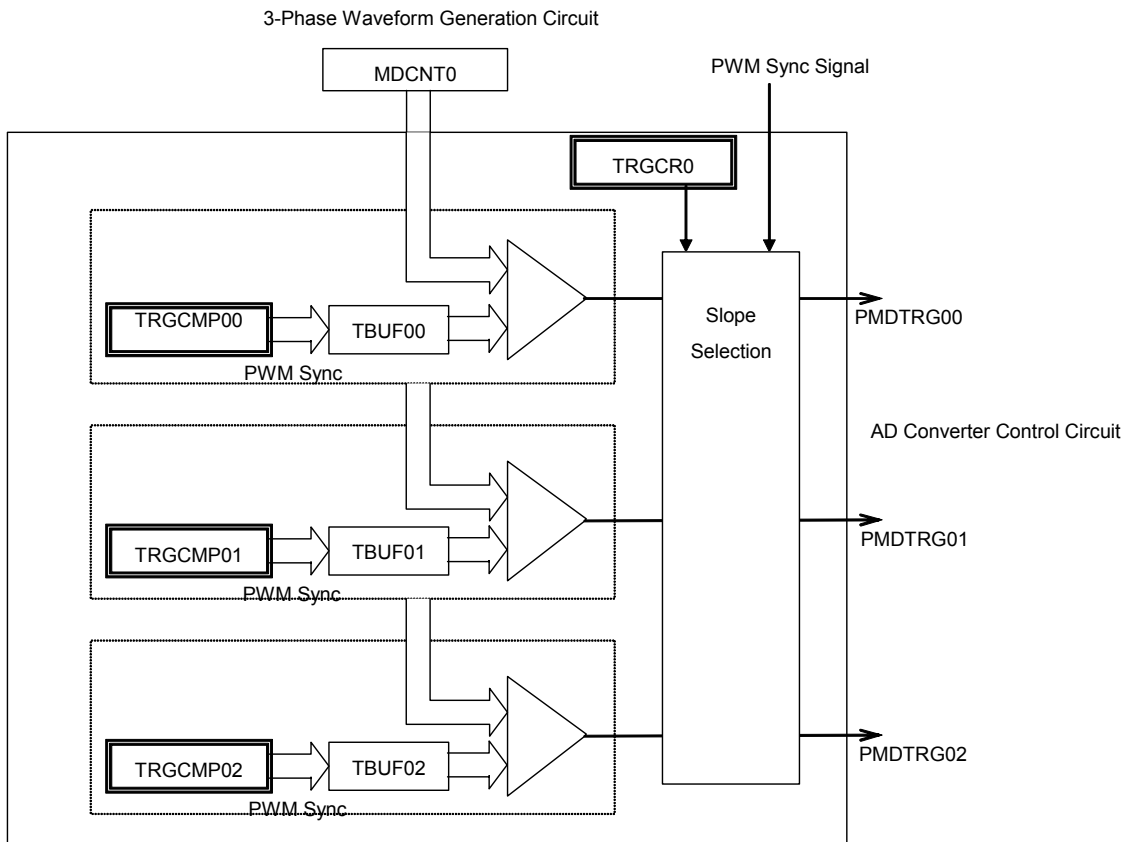 3-Phase Waveform Generation Circuit
MDCNT0
PWM Sync Signal
TRGCR0
TRGCMP00
TBUF00
PWM Sync
Slope
Selection
PMDTRG00
AD Converter Control Circuit
TRGCMP01
TBUF01
PWM Sync
PMDTRG01
TRGCMP02
TBUF02
PWM Sync
PMDTRG02